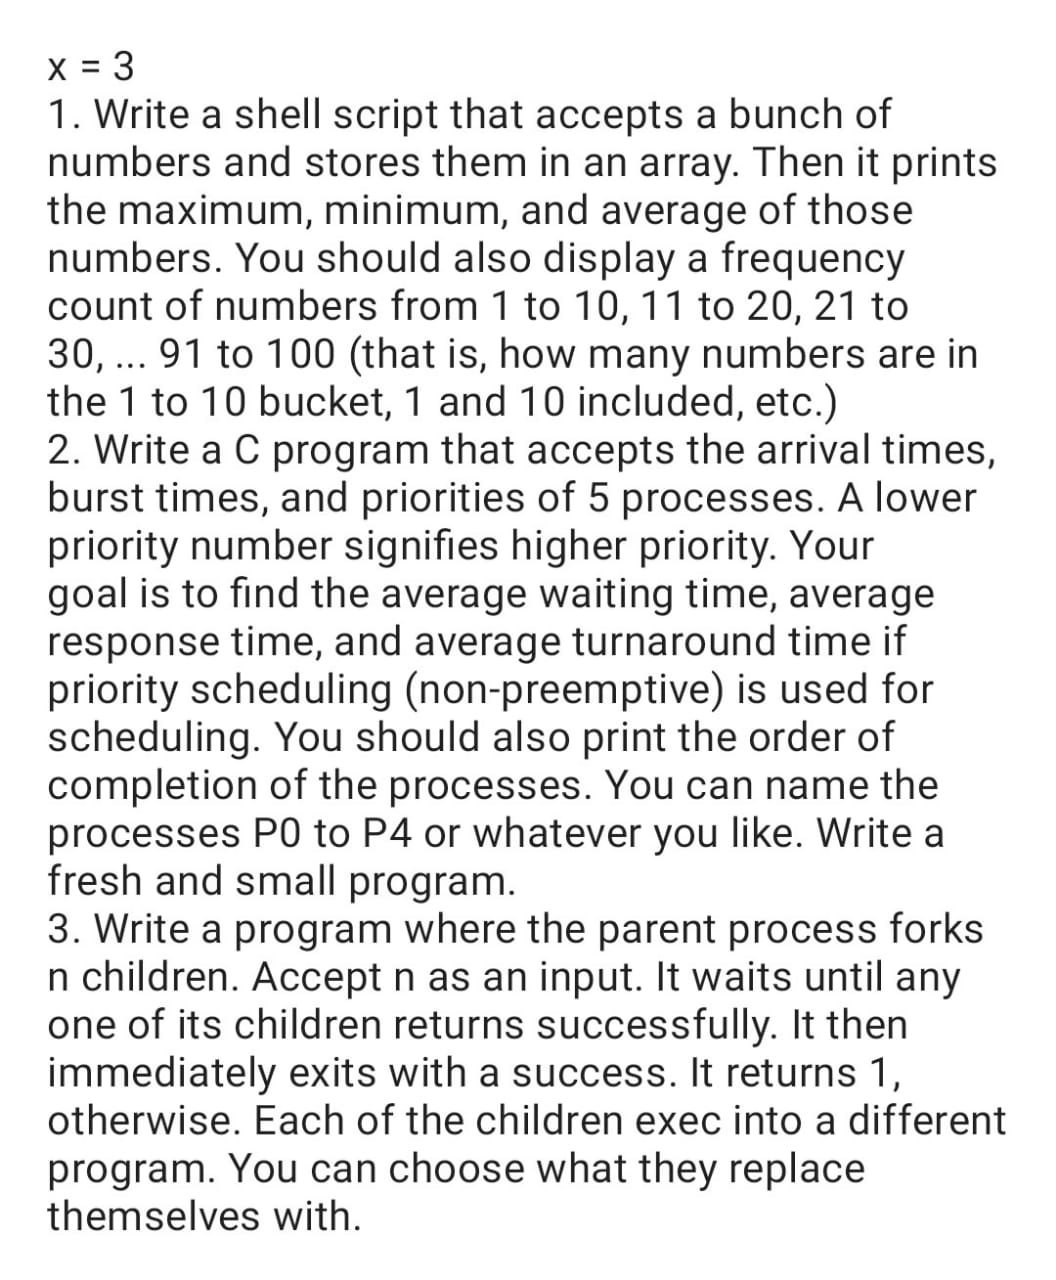 x = 3
1. Write a shell script that accepts a bunch of
numbers and stores them in an array. Then it prints
the maximum, minimum, and average of those
numbers. You should also display a frequency
count of numbers from 1 to 10, 11 to 20, 21 to
30, ... 91 to 100 (that is, how many numbers are in
the 1 to 10 bucket, 1 and 10 included, etc.)
2. Write a C program that accepts the arrival times,
burst times, and priorities of 5 processes. A lower
priority number signifies higher priority. Your
goal is to find the average waiting time, average
response time, and average turnaround time if
priority scheduling (non-preemptive) is used for
scheduling. You should also print the order of
completion of the processes. You can name the
processes P0 to P4 or whatever you like. Write a
fresh and small program.
3. Write a program where the parent process forks
n children. Accept n as an input. It waits until any
one of its children returns successfully. It then
immediately exits with a success. It returns 1,
otherwise. Each of the children exec into a different
program. You can choose what they replace
themselves with.